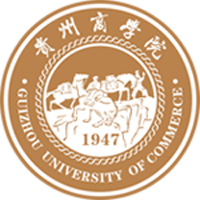 贵州商学院
1947
· GUIZHOU UNIVERSITY OF COMMERCE ·